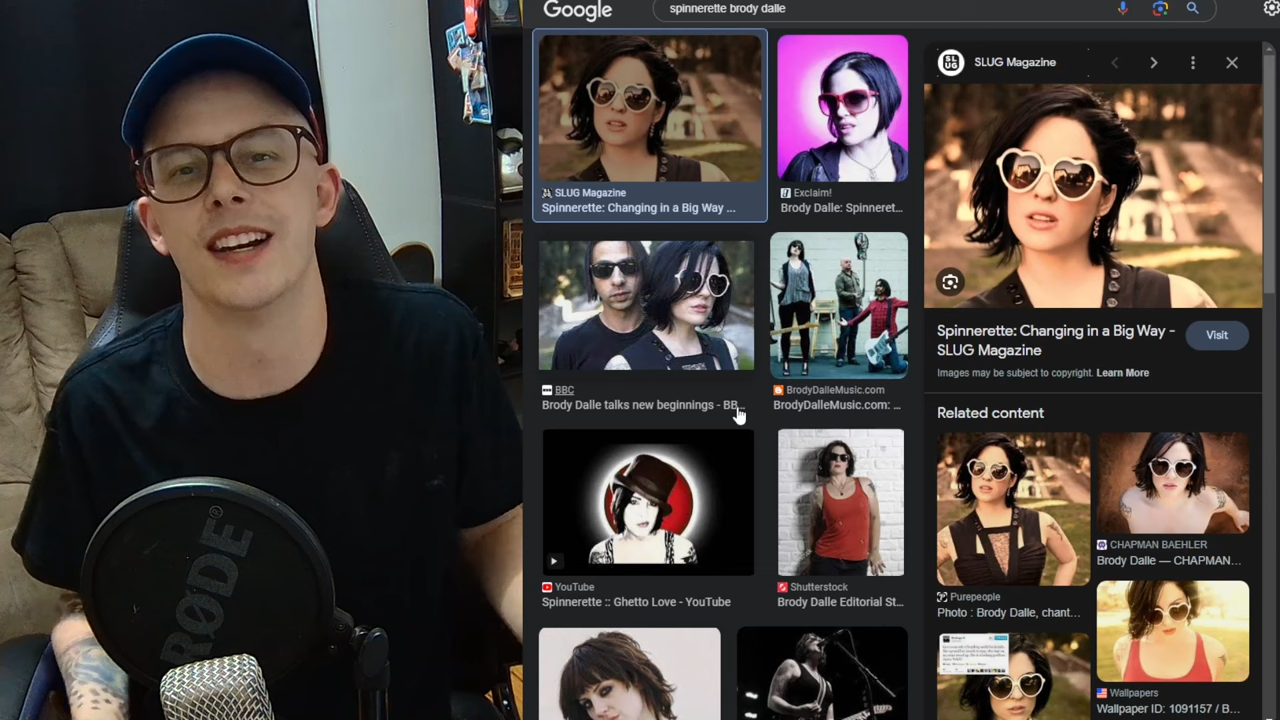 Google
spinnerette brody dalle
SLUG Magazine
Spinnerette: Changing in a Big Way ...
Exclaim!
Brody Dalle: Spinneret...
BBC
Brody Dalle talks new beginnings - BB...
BrodyDalleMusic.com
BrodyDalleMusic.com: ...
YouTube
Spinnerette :: Ghetto Love - YouTube
Shutterstock
Brody Dalle Editorial St...
SL
UG
SLUG Magazine
Spinnerette: Changing in a Big Way -
SLUG Magazine
Visit
Images may be subject to copyright. Learn More
Related content
Purepeople
Photo : Brody Dalle, chant...
CHAPMAN BAEHLER
Brody Dalle — CHAPMAN...
Wallpapers
Wallpaper ID: 1091157 / B...
RØDE®